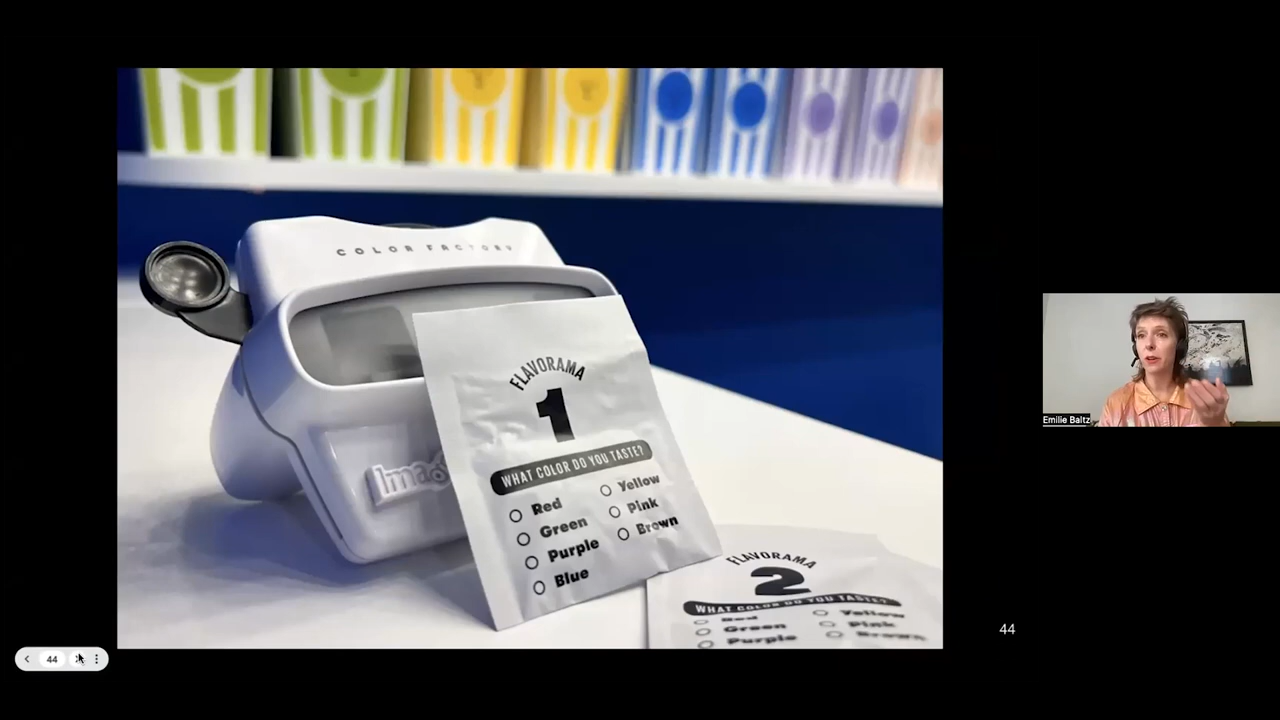 COLOR FACTORY
FLAVORAMA
1
WHAT COLOR DO YOU TASTE?
Red
Green
Purple
Blue
Yellow
Pink
Brown
FLAVORAMA
2
WHAT COLOR DO YOU TASTE?
Red
Green
Purple
Yellow
Pink
Brown
Emilie Baltz
44
44